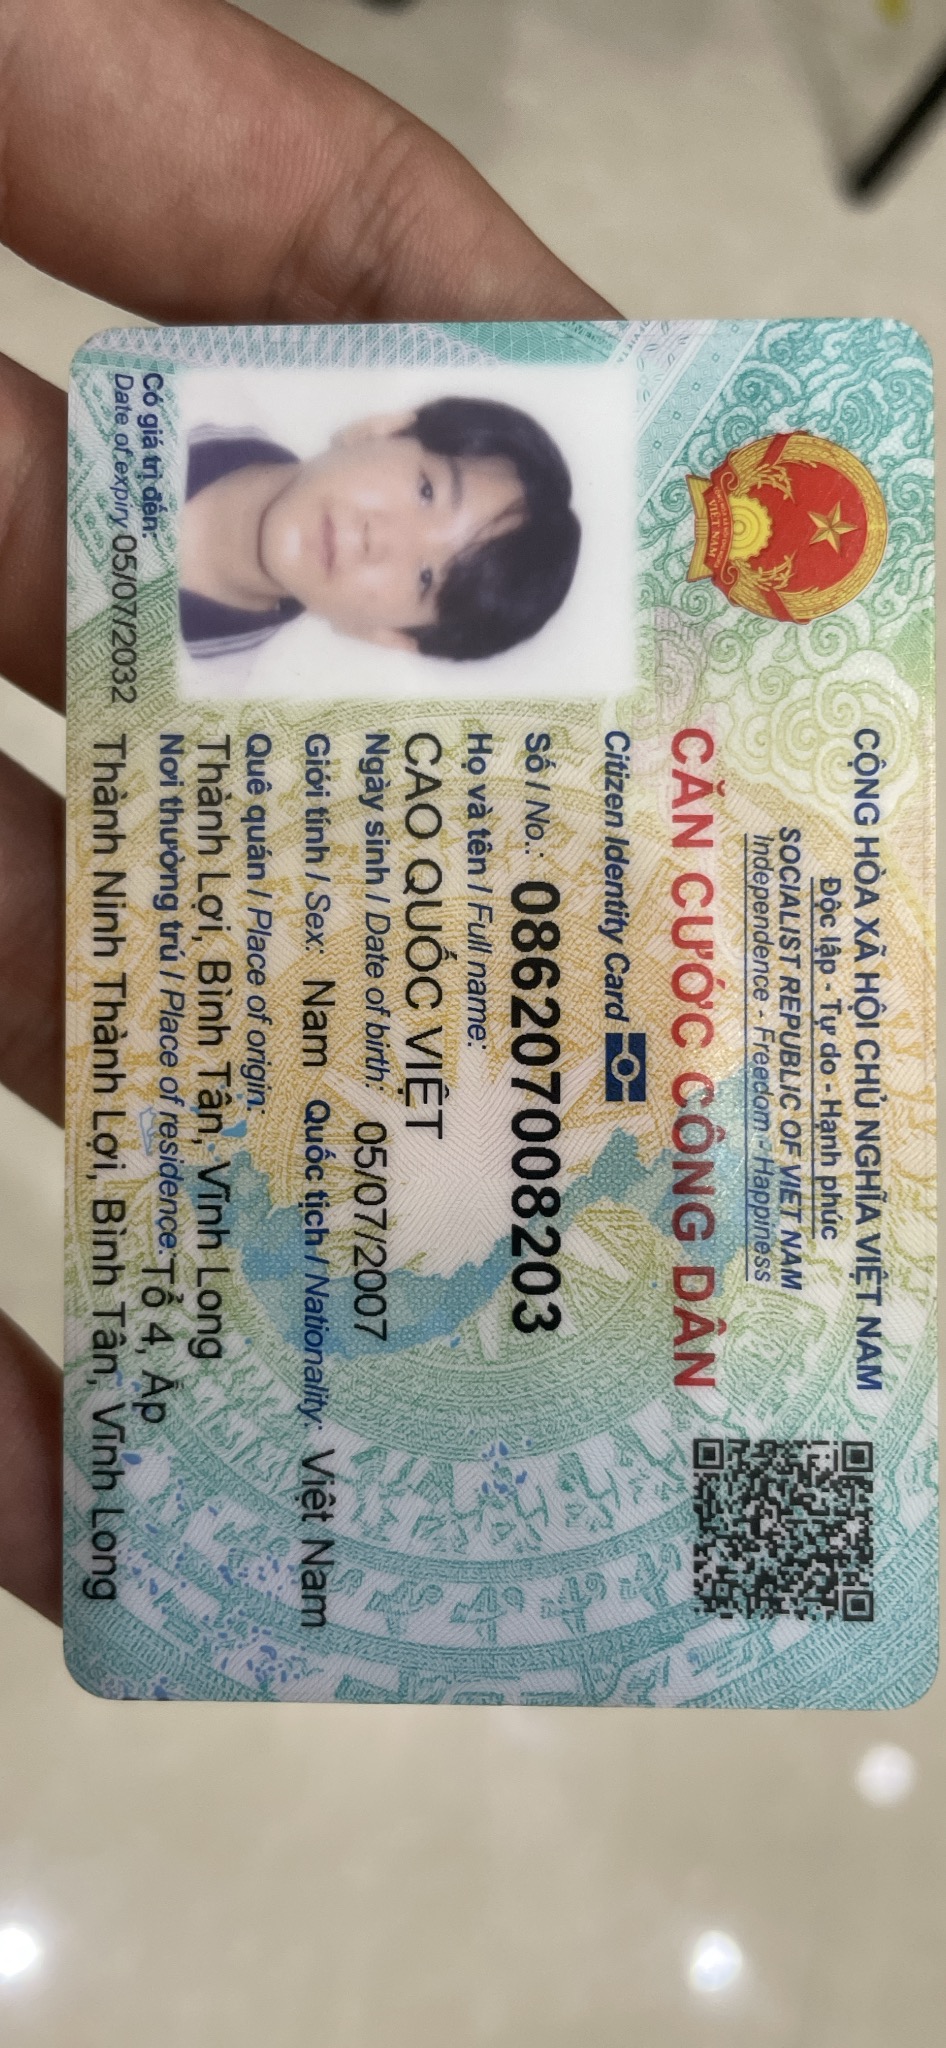 CỘNG HÒA XÃ HỘI CHỦ NGHĨA VIỆT NAM
Độc lập - Tự do - Hạnh phúc
SOCIALIST REPUBLIC OF VIET NAM
Independence - Freedom - Happiness
CĂN CƯỚC CÔNG DÂN
Citizen Identity Card
Số / No.: 086207008203
Họ và tên / Full name:
CAO QUỐC VIỆT
Ngày sinh / Date of birth: 05/07/2007
Giới tính / Sex: Nam Quốc tịch / Nationality: Việt Nam
Quê quán / Place of origin:
Thành Lợi, Bình Tân, Vĩnh Long
Nơi thường trú / Place of residence: Tổ 4, Ấp
Thành Ninh Thành Lợi, Bình Tân, Vĩnh Long
Có giá trị đến:
Date of expiry 05/07/2032
VIỆT NAM